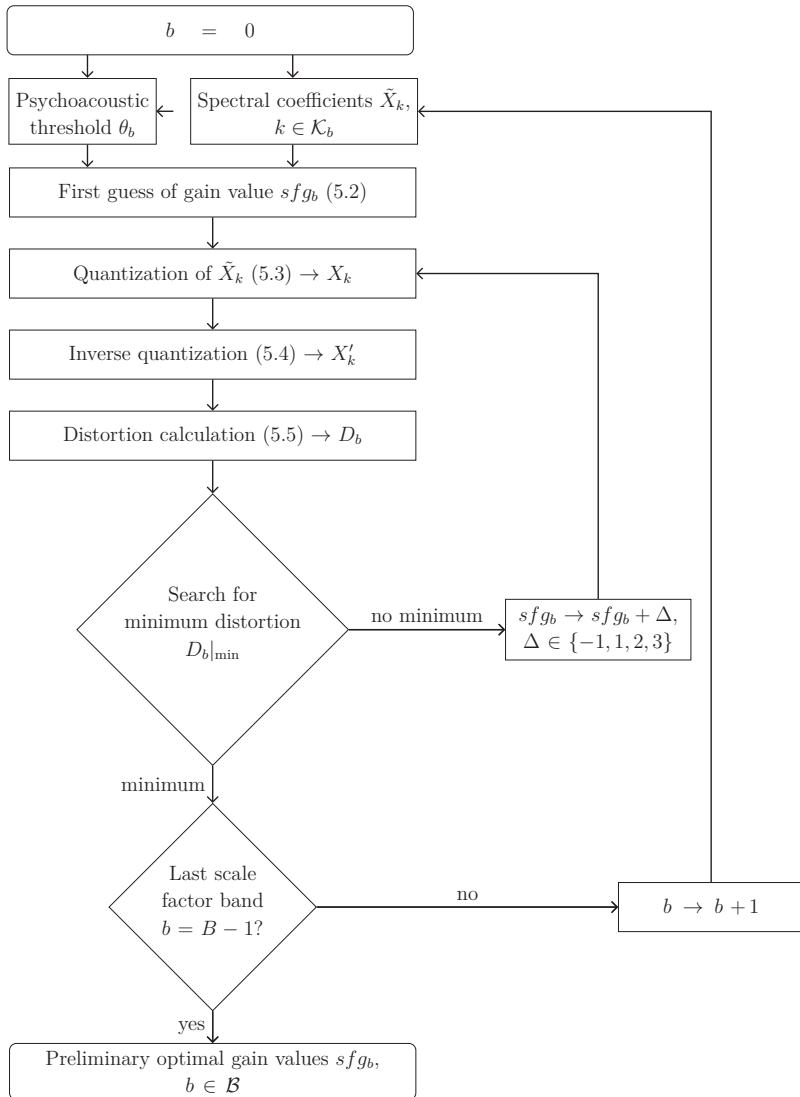 b = 0
Psychoacoustic
threshold θ_b
Spectral coefficients X̃_k,
k ∈ 𝒦_b
First guess of gain value sfg_b (5.2)
Quantization of X̃_k (5.3) → X_k
Inverse quantization (5.4) → X′_k
Distortion calculation (5.5) → D_b
Search for
minimum distortion
D_b|_min
no minimum
sfg_b → sfg_b + Δ,
Δ ∈ {−1, 1, 2, 3}
minimum
Last scale
factor band
b = B − 1?
no
b → b + 1
yes
Preliminary optimal gain values sfg_b,
b ∈ ℬ